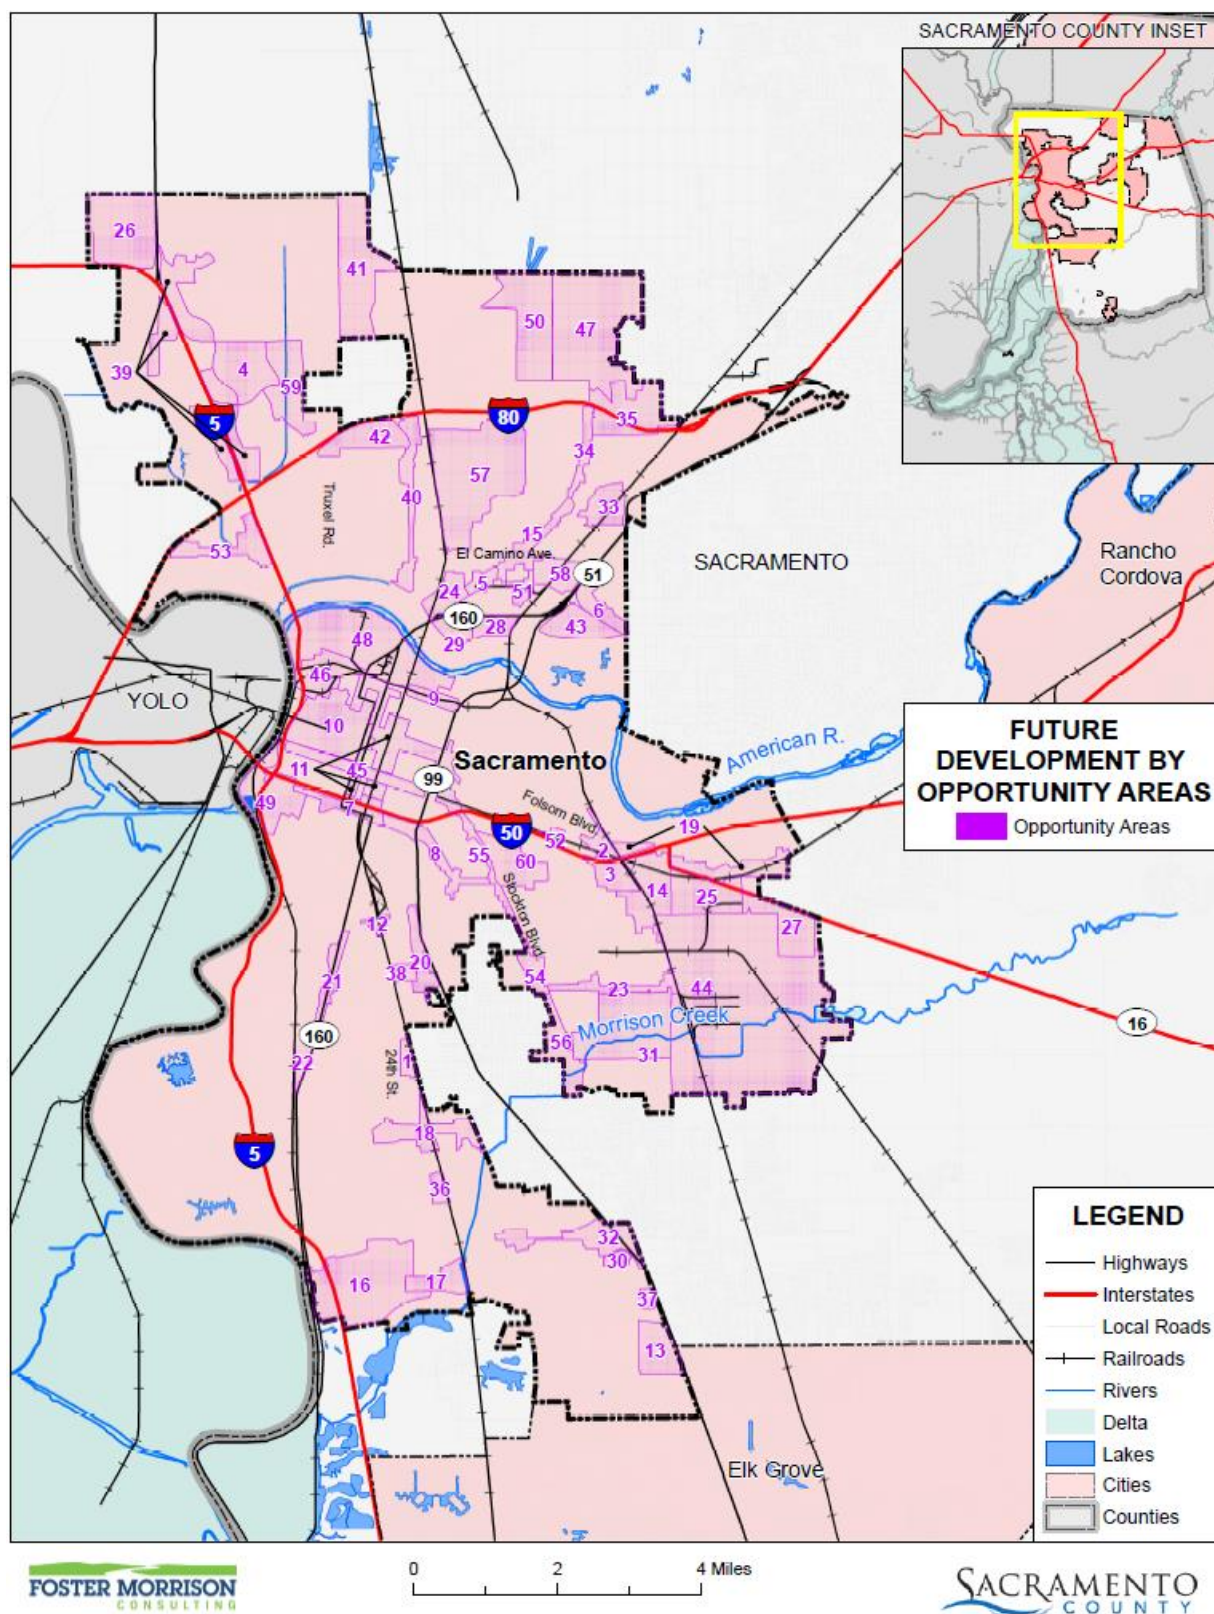 SACRAMENTO COUNTY INSET
26
41
50
47
4
39
59
5
80
35
42
34
57
Truxel Rd.
40
33
15
53
El Camino Ave.
SACRAMENTO
Rancho
Cordova
58
51
5
24
51
6
160
28
43
29
48
46
9
YOLO
10
American R.
Sacramento
11
45
99
49
7
Folsom Blvd.
50
52
19
2
8
55
60
3
14
25
Stockton Blvd.
12
27
20
38
54
21
23
44
Morrison Creek
16
160
56
31
22
24th St.
1
18
5
36
32
30
16
17
37
13
Elk Grove
FUTURE
DEVELOPMENT BY
OPPORTUNITY AREAS
Opportunity Areas
LEGEND
Highways
Interstates
Local Roads
Railroads
Rivers
Delta
Lakes
Cities
Counties
FOSTER MORRISON
CONSULTING
0 2 4 Miles
SACRAMENTO
COUNTY